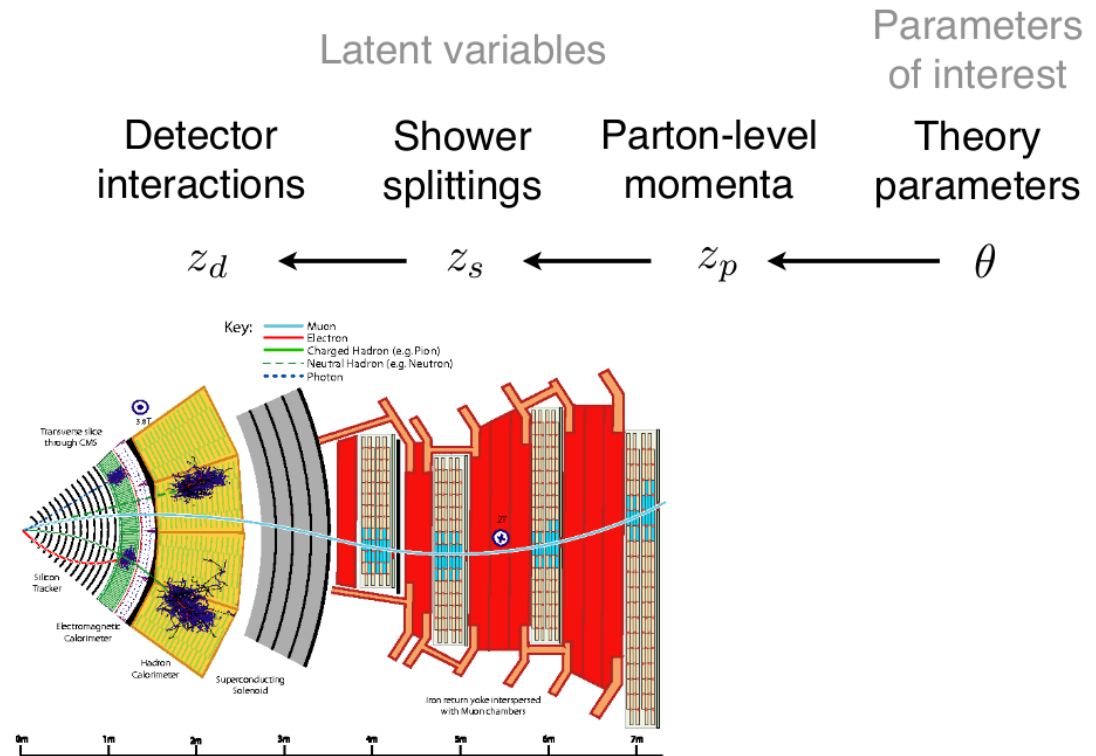 Latent variables
Parameters
of interest
Detector
interactions
Shower
splittings
Parton-level
momenta
Theory
parameters
z_d
z_s
z_p
θ
Key:
Muon
Electron
Charged Hadron (e.g. Pion)
Neutral Hadron (e.g. Neutron)
Photon
3.8T
Transverse slice
through CMS
2T
Silicon
Tracker
Electromagnetic
Calorimeter
Hadron
Calorimeter
Superconducting
Solenoid
Iron return yoke interspersed
with Muon chambers
0m 1m 2m 3m 4m 5m 6m 7m